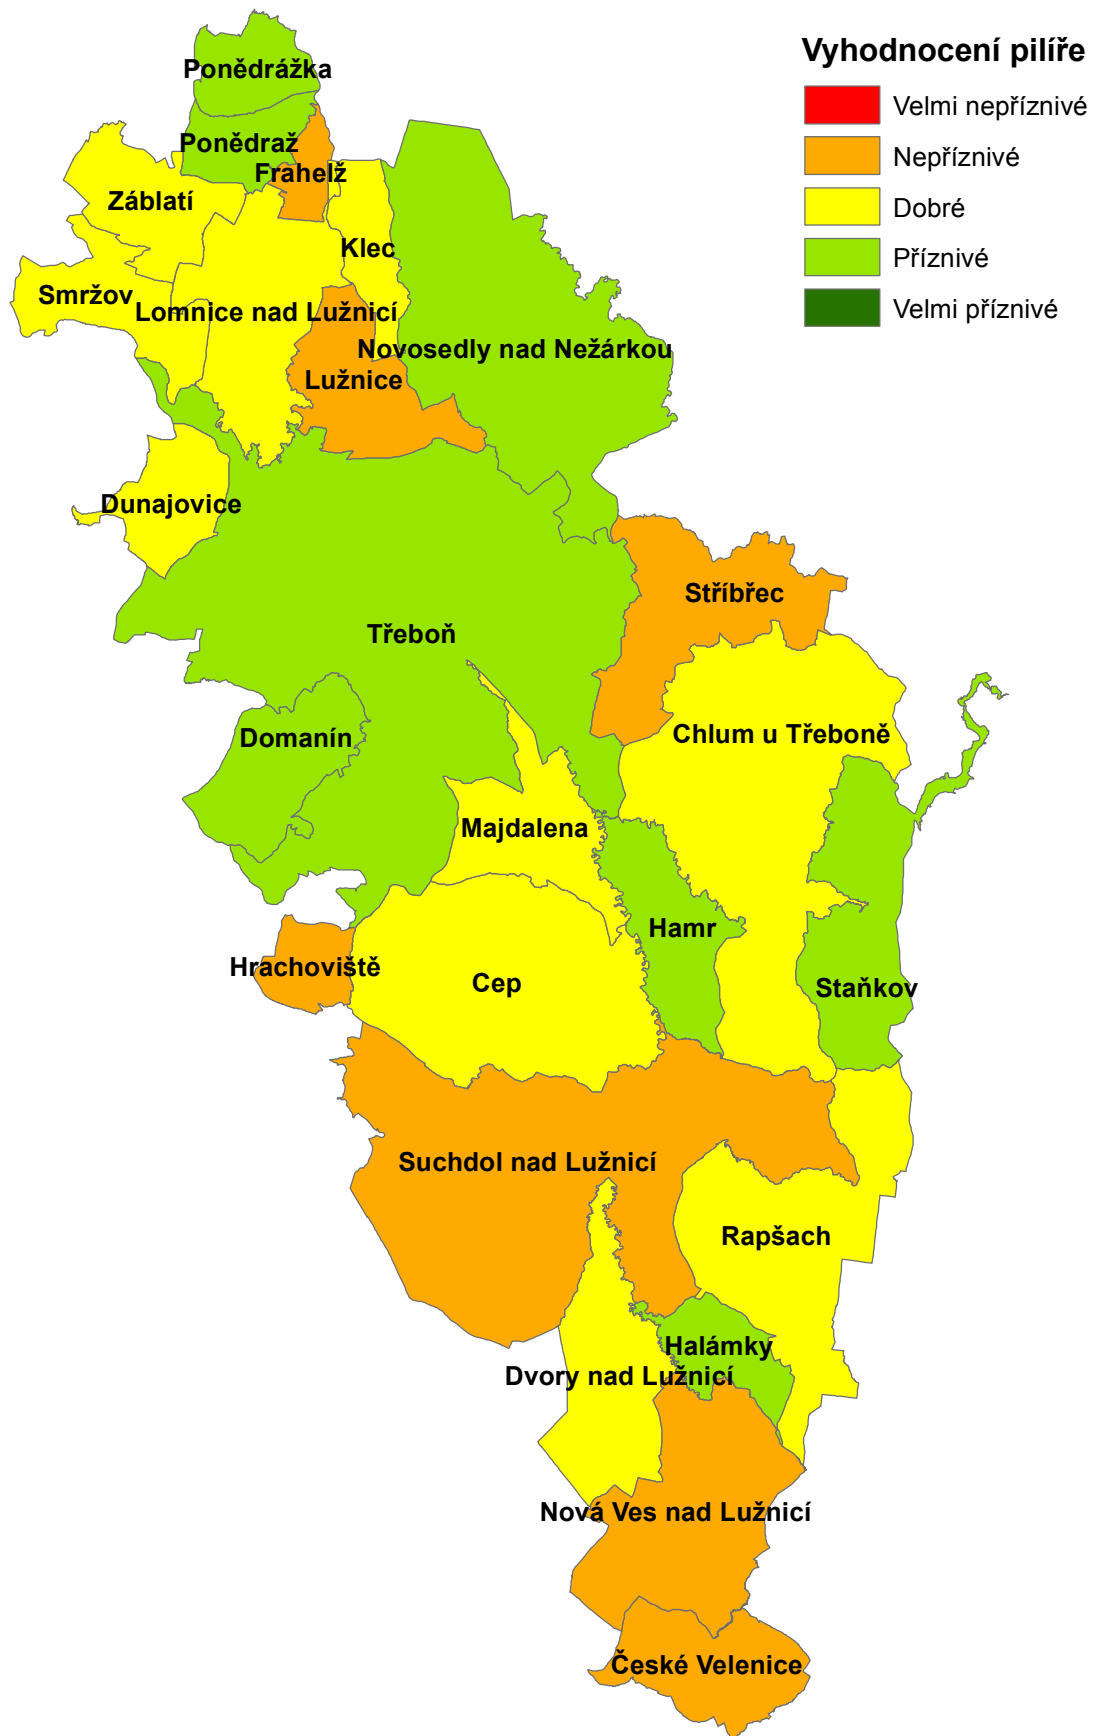 Vyhodnocení pilíře
Velmi nepříznivé
Nepříznivé
Dobré
Příznivé
Velmi příznivé
Ponědrážka
Ponědraž
Frahelž
Záblatí
Klec
Smržov
Lomnice nad Lužnicí
Novosedly nad Nežárkou
Lužnice
Dunajovice
Stříbřec
Třeboň
Chlum u Třeboně
Domanín
Majdalena
Hamr
Hrachoviště
Cep
Staňkov
Suchdol nad Lužnicí
Rapšach
Halámky
Dvory nad Lužnicí
Nová Ves nad Lužnicí
České Velenice